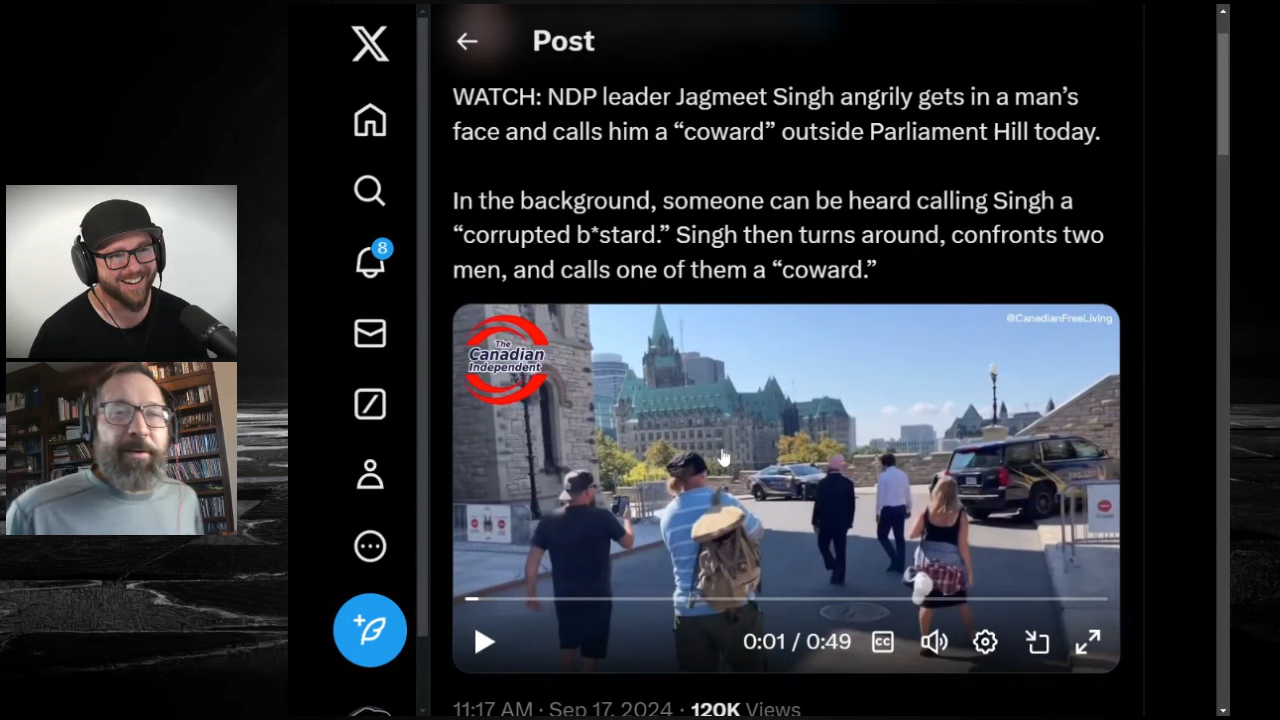 Post
WATCH: NDP leader Jagmeet Singh angrily gets in a man's
face and calls him a “coward” outside Parliament Hill today.
In the background, someone can be heard calling Singh a
“corrupted b*stard.” Singh then turns around, confronts two
men, and calls one of them a “coward.”
8
@CanadianFreeLiving
The
Canadian
Independent
0:01 / 0:49
CC
11:17 AM · Sep 17, 2024 · 120K Views